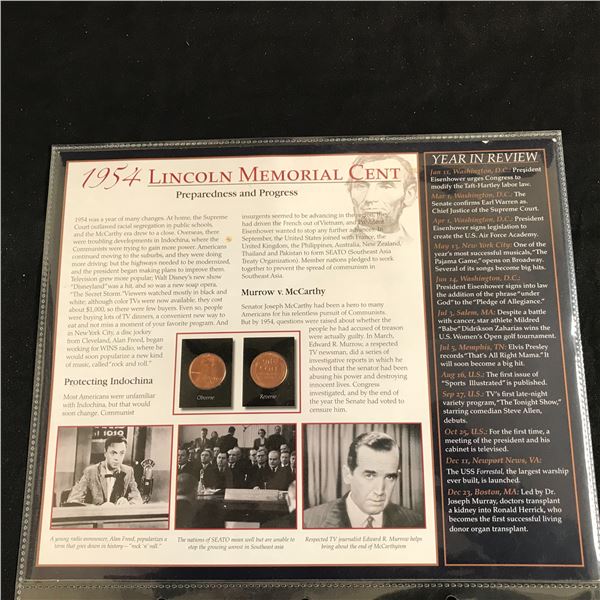 1954 LINCOLN MEMORIAL CENT
Preparedness and Progress
1954 was a year of many changes. At home, the Supreme
Court outlawed racial segregation in public schools,
and the McCarthy era drew to a close. Overseas, there
were troubling developments in Indochina, where the
Communists were trying to gain more power. Americans
continued moving to the suburbs, and they were doing
more driving; but the highways needed to be modernized,
and the president began making plans to improve them.
Television grew more popular; Walt Disney's new show
"Disneyland" was a hit, and so was a new soap opera,
"The Secret Storm." Viewers watched mostly in black and
white; although color TVs were now available, they cost
about $1,000, so there were few buyers. Even so, people
were buying lots of TV dinners, a convenient new way to
eat and not miss a moment of your favorite program. And
in New York City, a disc jockey
from Cleveland, Alan Freed, began
working for WINS radio, where he
would soon popularize a new kind
of music, called "rock and roll."
Protecting Indochina
Most Americans were unfamiliar
with Indochina, but that would
soon change. Communist
insurgents seemed to be advancing in the region. They
had driven the French out of Vietnam, and President
Eisenhower wanted to stop any further advances. In
September, the United States joined with France, the
United Kingdom, the Philippines, Australia, New Zealand,
Thailand and Pakistan to form SEATO (Southeast Asia
Treaty Organization). Member nations pledged to work
together to prevent the spread of communism in
Southeast Asia.
Murrow v. McCarthy
Senator Joseph McCarthy had been a hero to many
Americans for his relentless pursuit of Communists.
But by 1954, questions were raised about whether the
people he had accused of treason
were actually guilty. In March,
Edward R. Murrow, a respected
TV newsman, did a series of
investigative reports in which he
showed that the senator had been
abusing his power and destroying
innocent lives. Congress
investigated, and by the end of
the year the Senate had voted to
censure him.
Obverse
Reverse
A young radio announcer, Alan Freed, popularizes a
term that goes down in history—"rock 'n' roll."
The nations of SEATO mean well but are unable to
stop the growing unrest in Southeast Asia
Respected TV journalist Edward R. Murrow helps
bring about the end of McCarthyism
YEAR IN REVIEW
Jan 11, Washington, D.C.: President
Eisenhower urges Congress to
modify the Taft-Hartley labor law.
Mar 1, Washington, D.C.: The
Senate confirms Earl Warren as
Chief Justice of the Supreme Court.
Apr 1, Washington, D.C.: President
Eisenhower signs legislation to
create the U.S. Air Force Academy.
May 13, New York City: One of the
year's most successful musicals, "The
Pajama Game," opens on Broadway.
Several of its songs become big hits.
Jun 14, Washington, D.C.:
President Eisenhower signs into law
the addition of the phrase "under
God" to the "Pledge of Allegiance."
Jul 3, Salem, MA: Despite a battle
with cancer, star athlete Mildred
"Babe" Didrikson Zaharias wins the
U.S. Women's Open golf tournament.
Jul 5, Memphis, TN: Elvis Presley
records "That's All Right Mama." It
will soon become a big hit.
Aug 16, U.S.: The first issue of
"Sports Illustrated" is published.
Sep 27, U.S.: TV's first late-night
variety program, "The Tonight Show,"
starring comedian Steve Allen,
debuts.
Oct 25, U.S.: For the first time, a
meeting of the president and his
cabinet is televised.
Dec 11, Newport News, VA:
The USS Forrestal, the largest warship
ever built, is launched.
Dec 23, Boston, MA: Led by Dr.
Joseph Murray, doctors transplant
a kidney into Ronald Herrick, who
becomes the first successful living
donor organ transplant.